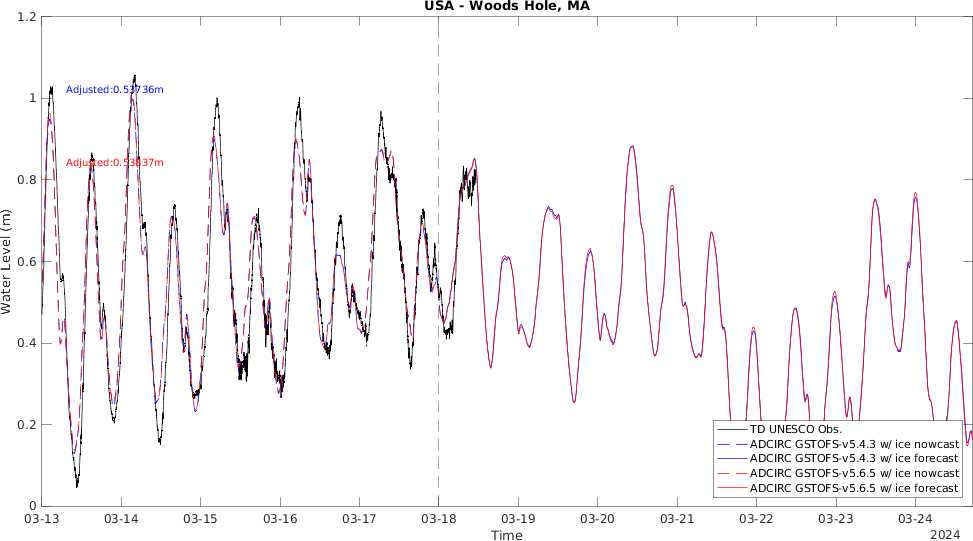 USA - Woods Hole, MA
1.2
1
0.8
0.6
0.4
0.2
0
Water Level (m)
Adjusted:0.53736m
Adjusted:0.53837m
TD UNESCO Obs.
ADCIRC GSTOFS-v5.4.3 w/ ice nowcast
ADCIRC GSTOFS-v5.4.3 w/ ice forecast
ADCIRC GSTOFS-v5.6.5 w/ ice nowcast
ADCIRC GSTOFS-v5.6.5 w/ ice forecast
03-13 03-14 03-15 03-16 03-17 03-18 03-19 03-20 03-21 03-22 03-23 03-24
Time
2024